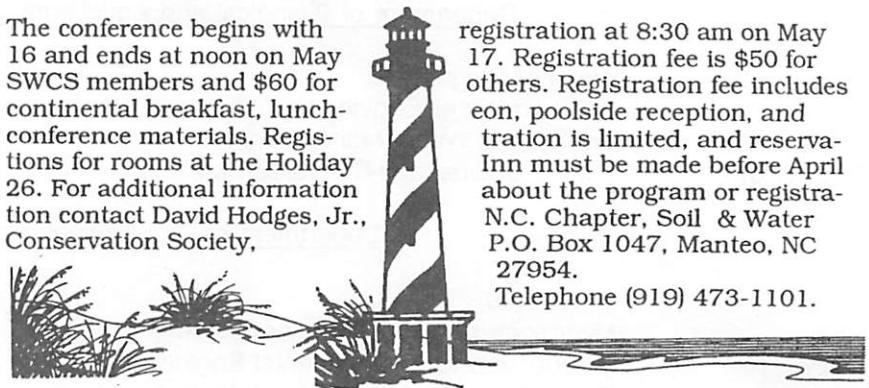 The conference begins with registration at 8:30 am on May
16 and ends at noon on May 17. Registration fee is $50 for
SWCS members and $60 for others. Registration fee includes
continental breakfast, lunch- eon, poolside reception, and
conference materials. Regis- tration is limited, and reserva-
tions for rooms at the Holiday Inn must be made before April
26. For additional information about the program or registra-
tion contact David Hodges, Jr., N.C. Chapter, Soil & Water
Conservation Society, P.O. Box 1047, Manteo, NC
27954.
Telephone (919) 473-1101.